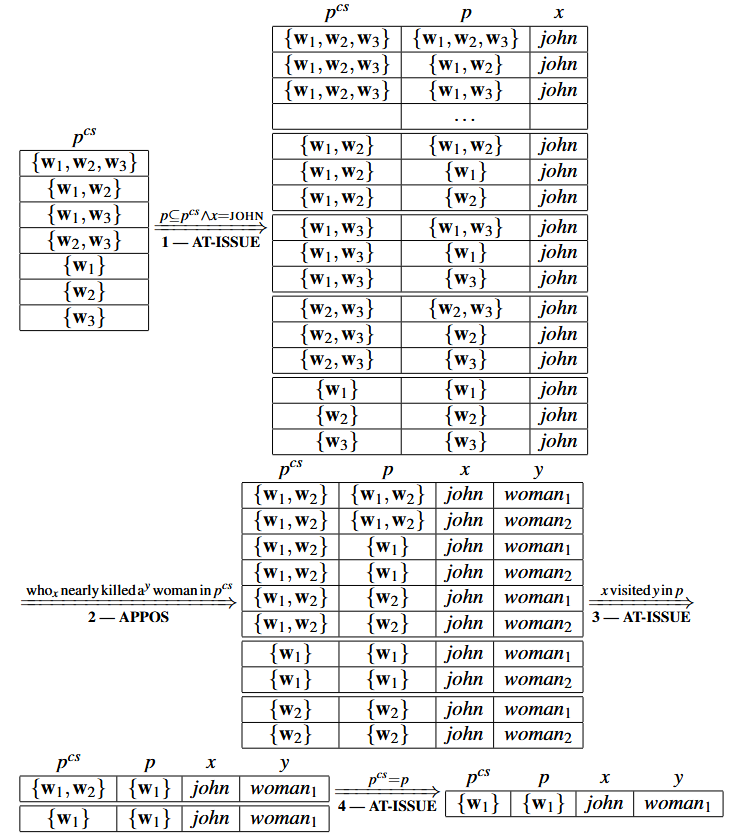 p^cs p x
{w₁, w₂, w₃} {w₁, w₂, w₃} john
{w₁, w₂, w₃} {w₁, w₂} john
{w₁, w₂, w₃} {w₁, w₃} john
...
{w₁, w₂} {w₁, w₂} john
{w₁, w₂} {w₁} john
{w₁, w₂} {w₂} john
{w₁, w₃} {w₁, w₃} john
{w₁, w₃} {w₁} john
{w₁, w₃} {w₃} john
{w₂, w₃} {w₂, w₃} john
{w₂, w₃} {w₂} john
{w₂, w₃} {w₃} john
{w₁} {w₁} john
{w₂} {w₂} john
{w₃} {w₃} john
p^cs
{w₁, w₂, w₃}
{w₁, w₂}
{w₁, w₃}
{w₂, w₃}
{w₁}
{w₂}
{w₃}
p⊆p^cs∧x=JOHN
1 — AT-ISSUE
p^cs p x y
{w₁, w₂} {w₁, w₂} john woman₁
{w₁, w₂} {w₁, w₂} john woman₂
{w₁, w₂} {w₁} john woman₁
{w₁, w₂} {w₁} john woman₂
{w₁, w₂} {w₂} john woman₁
{w₁, w₂} {w₂} john woman₂
{w₁} {w₁} john woman₁
{w₁} {w₁} john woman₂
{w₂} {w₂} john woman₁
{w₂} {w₂} john woman₂
whoₓ nearly killed a^y woman in p^cs
2 — APPOS
x visited y in p
3 — AT-ISSUE
p^cs p x y
{w₁, w₂} {w₁} john woman₁
{w₁} {w₁} john woman₁
p^cs=p
4 — AT-ISSUE
p^cs p x y
{w₁} {w₁} john woman₁